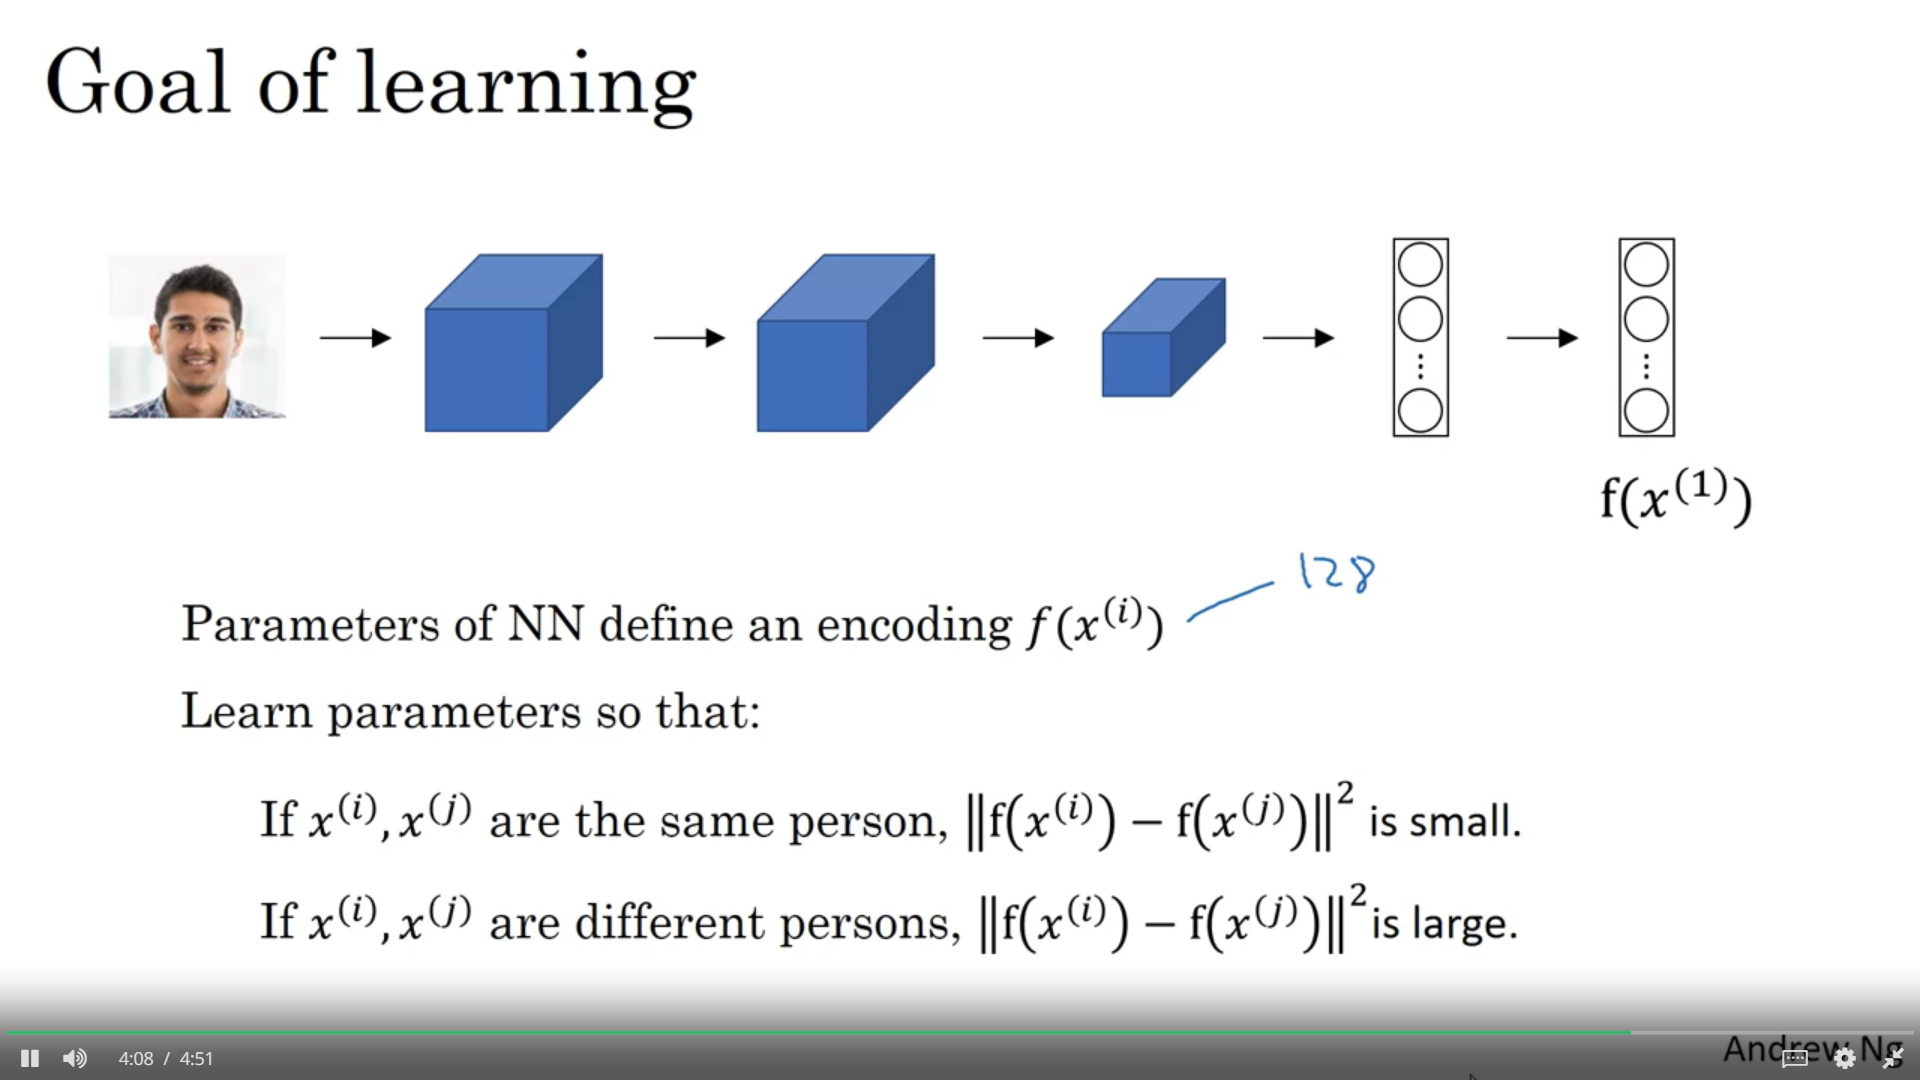 Goal of learning
f(x⁽¹⁾)
128
Parameters of NN define an encoding f(x⁽ⁱ⁾)
Learn parameters so that:
If x⁽ⁱ⁾, x⁽ʲ⁾ are the same person, ‖f(x⁽ⁱ⁾) − f(x⁽ʲ⁾)‖² is small.
If x⁽ⁱ⁾, x⁽ʲ⁾ are different persons, ‖f(x⁽ⁱ⁾) − f(x⁽ʲ⁾)‖² is large.
4:08 / 4:51
Andrew Ng